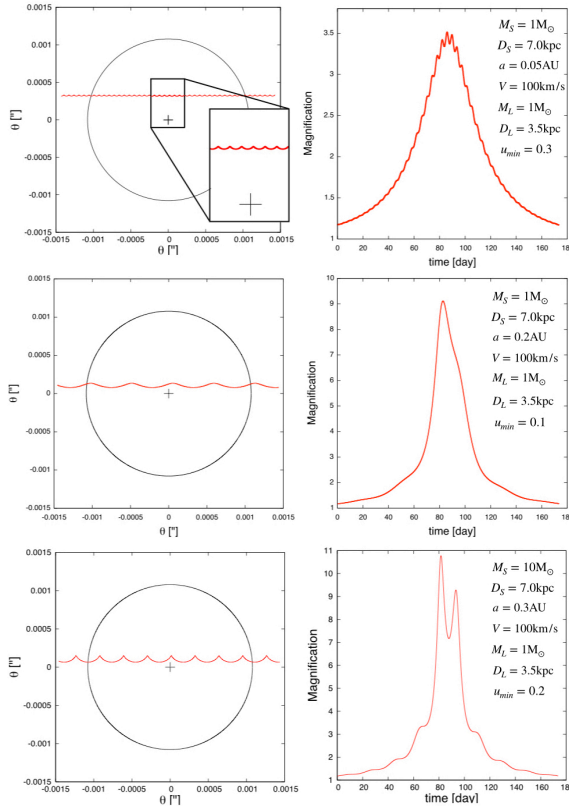 0.0015
0.001
0.0005
0
-0.0005
-0.001
-0.0015
θ ["]
-0.0015 -0.001 -0.0005 0 0.0005 0.001 0.0015
θ ["]
Magnification
4
3.5
3
2.5
2
1.5
1
0 20 40 60 80 100 120 140 160 180
time [day]
M_S = 1M⊙
D_S = 7.0kpc
a = 0.05AU
V = 100km/s
M_L = 1M⊙
D_L = 3.5kpc
u_min = 0.3
0.0015
0.001
0.0005
0
-0.0005
-0.001
-0.0015
θ ["]
-0.0015 -0.001 -0.0005 0 0.0005 0.001 0.0015
θ ["]
Magnification
10
9
8
7
6
5
4
3
2
1
0 20 40 60 80 100 120 140 160 180
time [day]
M_S = 1M⊙
D_S = 7.0kpc
a = 0.2AU
V = 100km/s
M_L = 1M⊙
D_L = 3.5kpc
u_min = 0.1
0.0015
0.001
0.0005
0
-0.0005
-0.001
-0.0015
θ ["]
-0.0015 -0.001 -0.0005 0 0.0005 0.001 0.0015
θ ["]
Magnification
11
10
9
8
7
6
5
4
3
2
1
0 20 40 60 80 100 120 140 160 180
time [day]
M_S = 10M⊙
D_S = 7.0kpc
a = 0.3AU
V = 100km/s
M_L = 1M⊙
D_L = 3.5kpc
u_min = 0.2